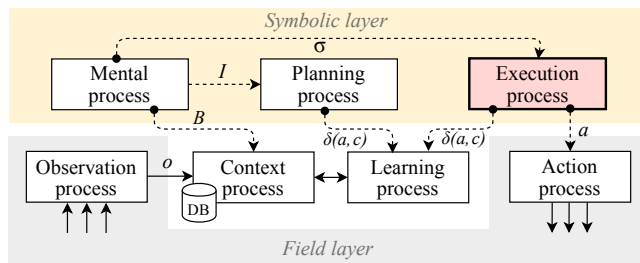 Symbolic layer
σ
Mental
process
I
Planning
process
Execution
process
B
δ(a, c)
δ(a, c)
a
Observation
process
o
Context
process
DB
Learning
process
Action
process
Field layer